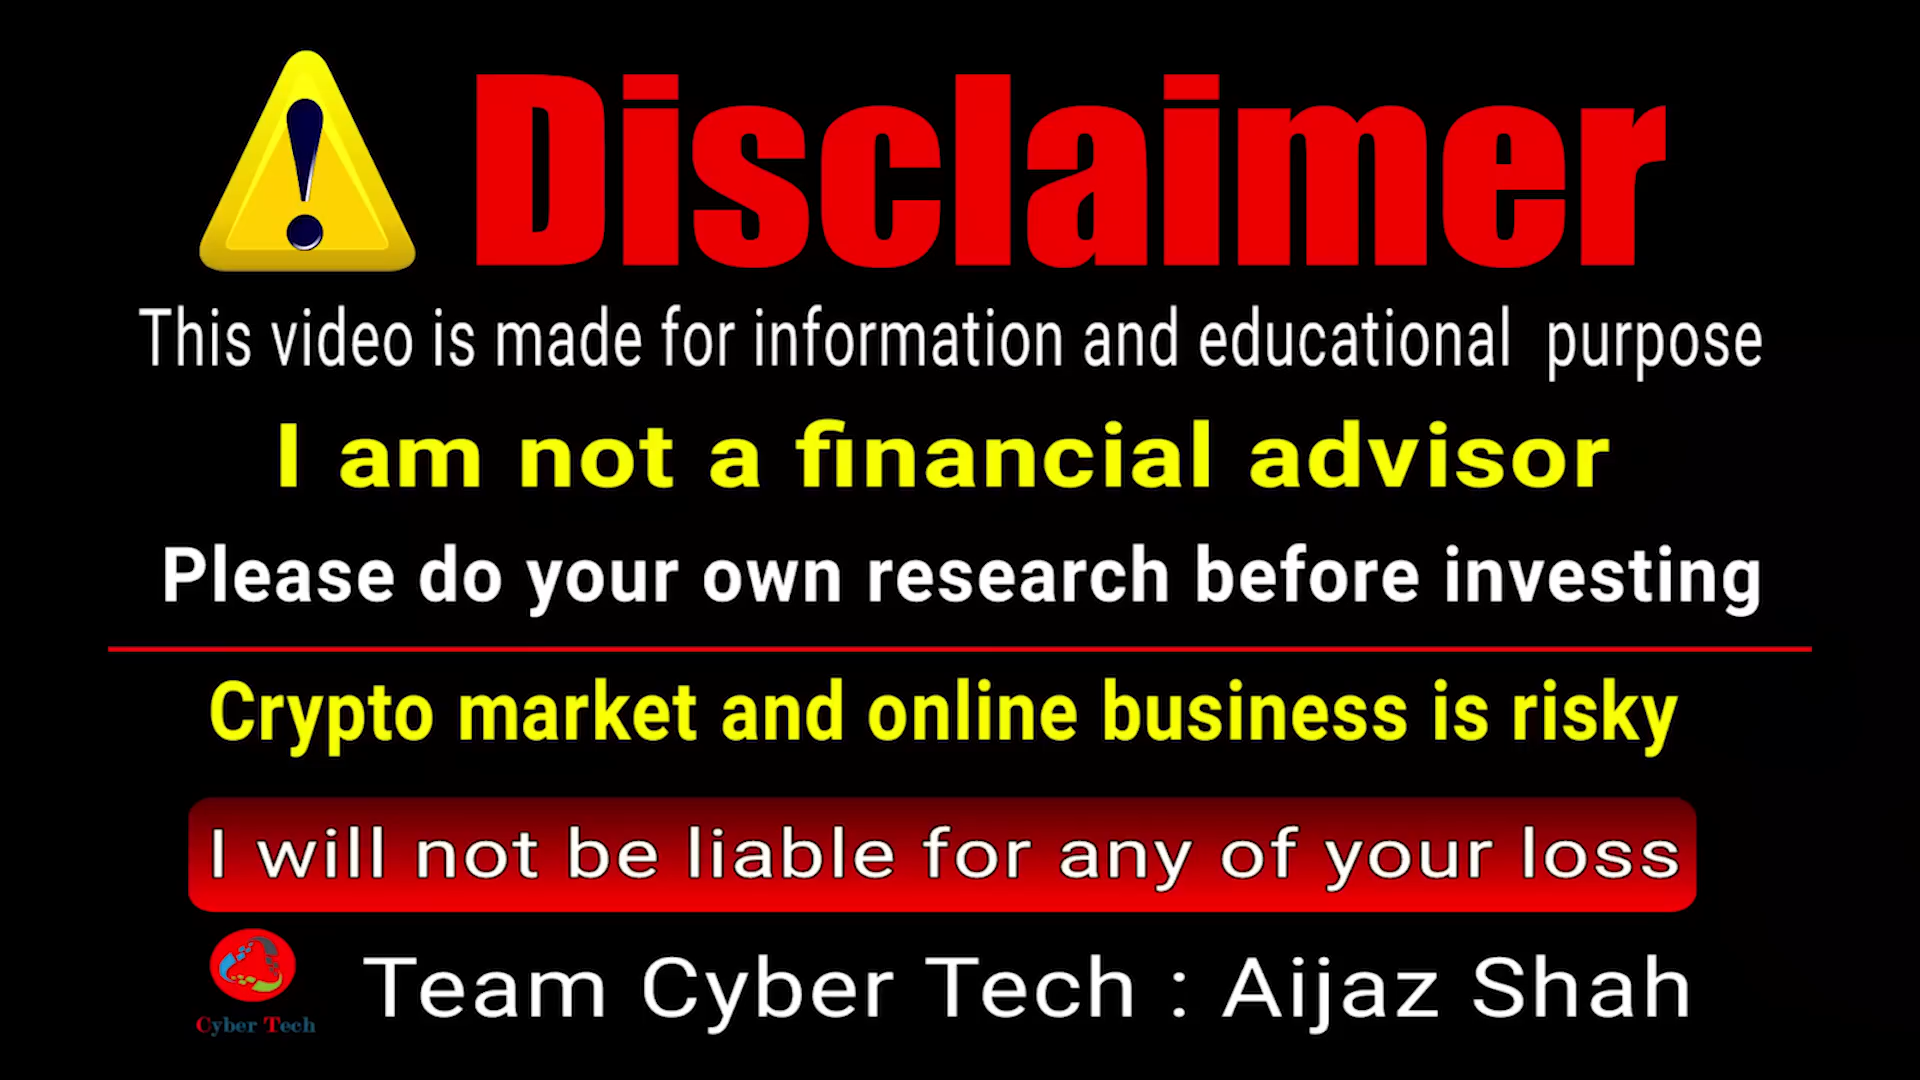 Disclaimer
This video is made for information and educational purpose
I am not a financial advisor
Please do your own research before investing
Crypto market and online business is risky
I will not be liable for any of your loss
Team Cyber Tech : Aijaz Shah
Cyber Tech